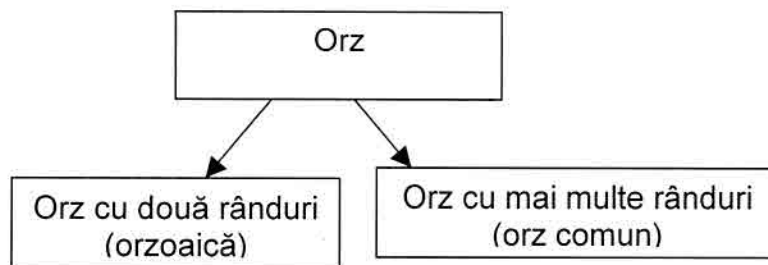 Orz
Orz cu două rânduri
(orzoaică)
Orz cu mai multe rânduri
(orz comun)